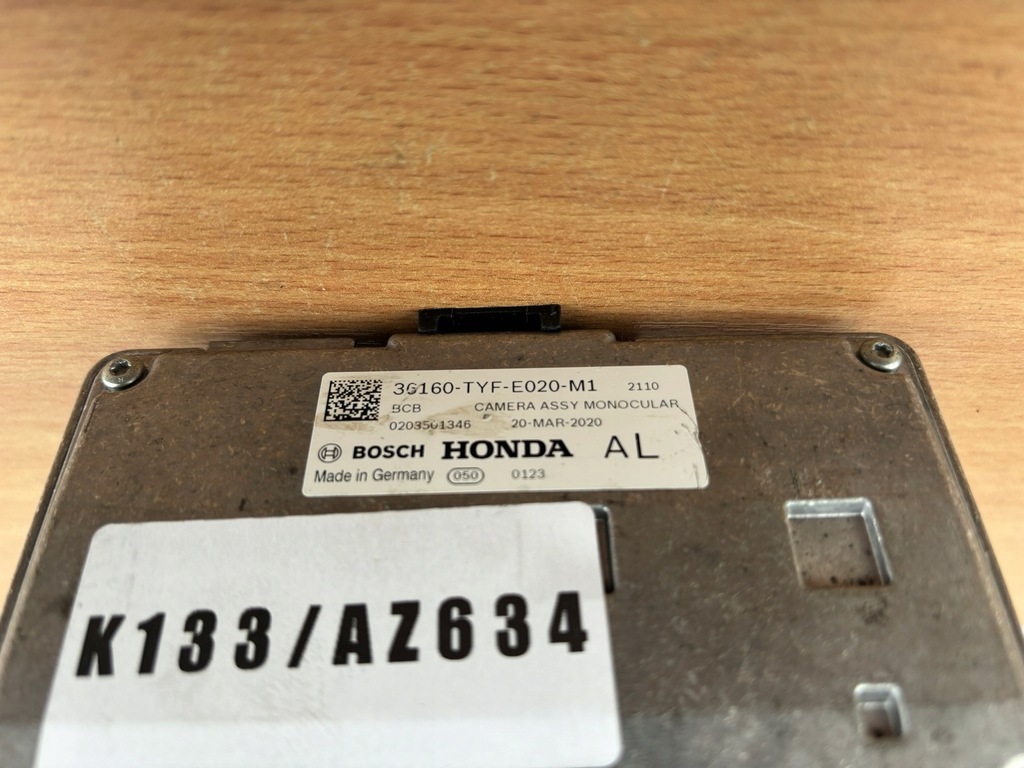 36160-TYF-E020-M1 2110
BCB CAMERA ASSY MONOCULAR
0203501346 20-MAR-2020
BOSCH HONDA AL
Made in Germany 050 0123
K133/AZ634